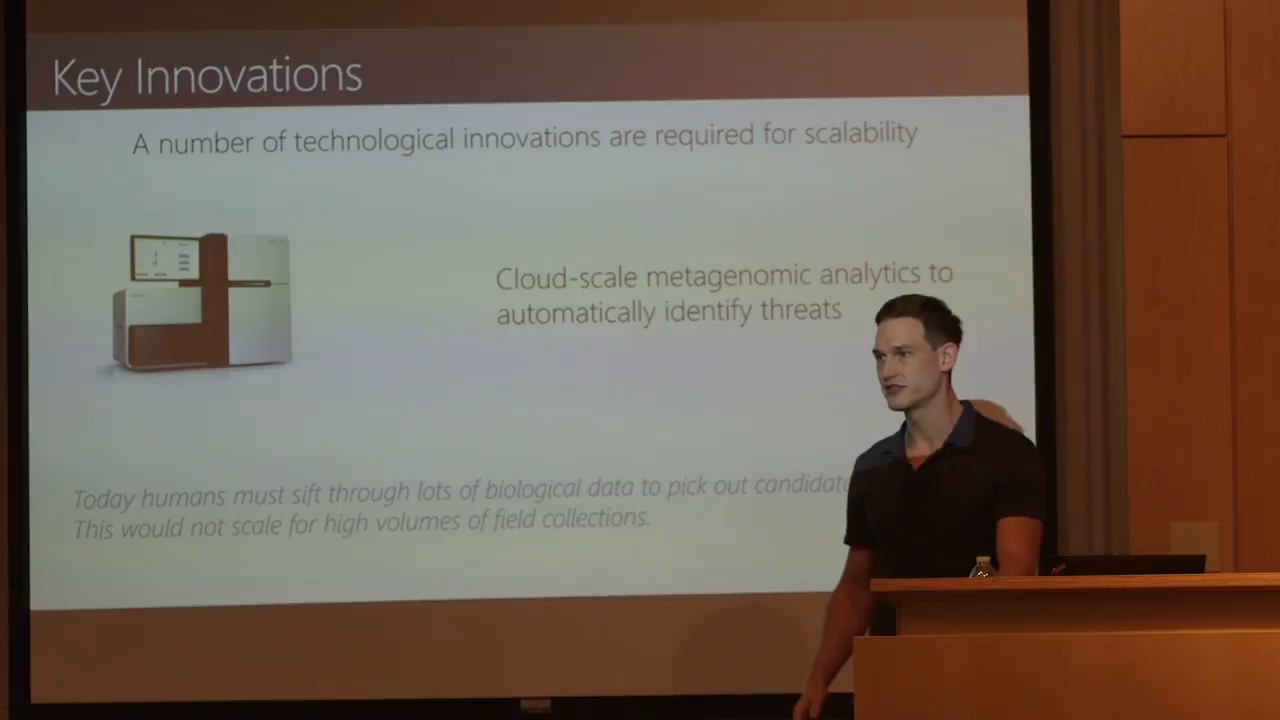 Key Innovations
A number of technological innovations are required for scalability
Cloud-scale metagenomic analytics to
automatically identify threats
Today humans must sift through lots of biological data to pick out
This would not scale for high volumes of field collections.